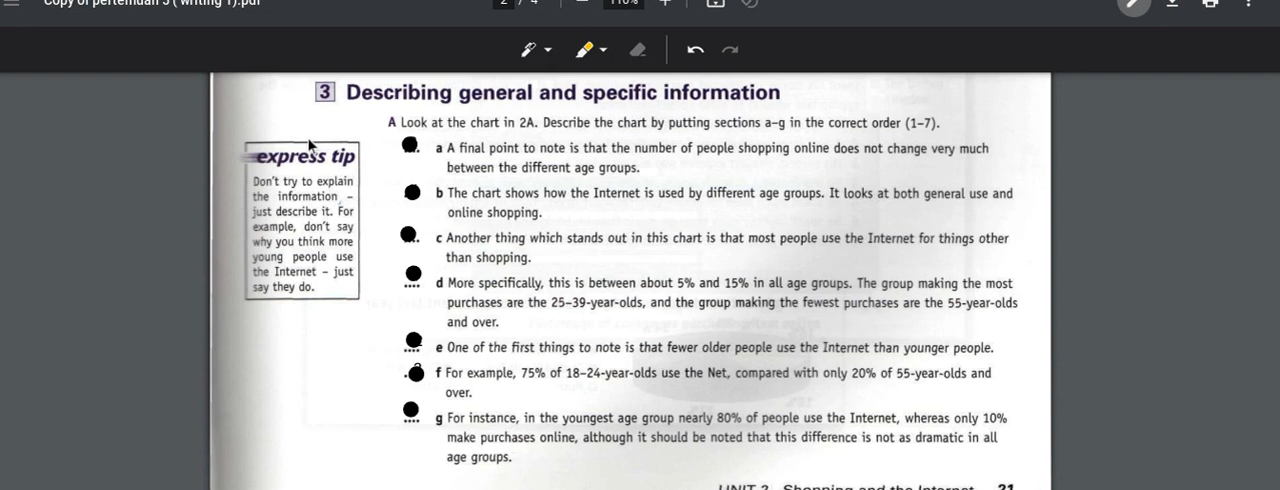 Copy of pertemuan 3 ( writing 1).pdf
2 / 4
110%
3 Describing general and specific information
A Look at the chart in 2A. Describe the chart by putting sections a–g in the correct order (1–7).
express tip
Don't try to explain
the information –
just describe it. For
example, don't say
why you think more
young people use
the Internet – just
say they do.
a A final point to note is that the number of people shopping online does not change very much
between the different age groups.
b The chart shows how the Internet is used by different age groups. It looks at both general use and
online shopping.
c Another thing which stands out in this chart is that most people use the Internet for things other
than shopping.
d More specifically, this is between about 5% and 15% in all age groups. The group making the most
purchases are the 25–39-year-olds, and the group making the fewest purchases are the 55-year-olds
and over.
e One of the first things to note is that fewer older people use the Internet than younger people.
f For example, 75% of 18–24-year-olds use the Net, compared with only 20% of 55-year-olds and
over.
g For instance, in the youngest age group nearly 80% of people use the Internet, whereas only 10%
make purchases online, although it should be noted that this difference is not as dramatic in all
age groups.
UNIT 2 Shopping and the Internet 21